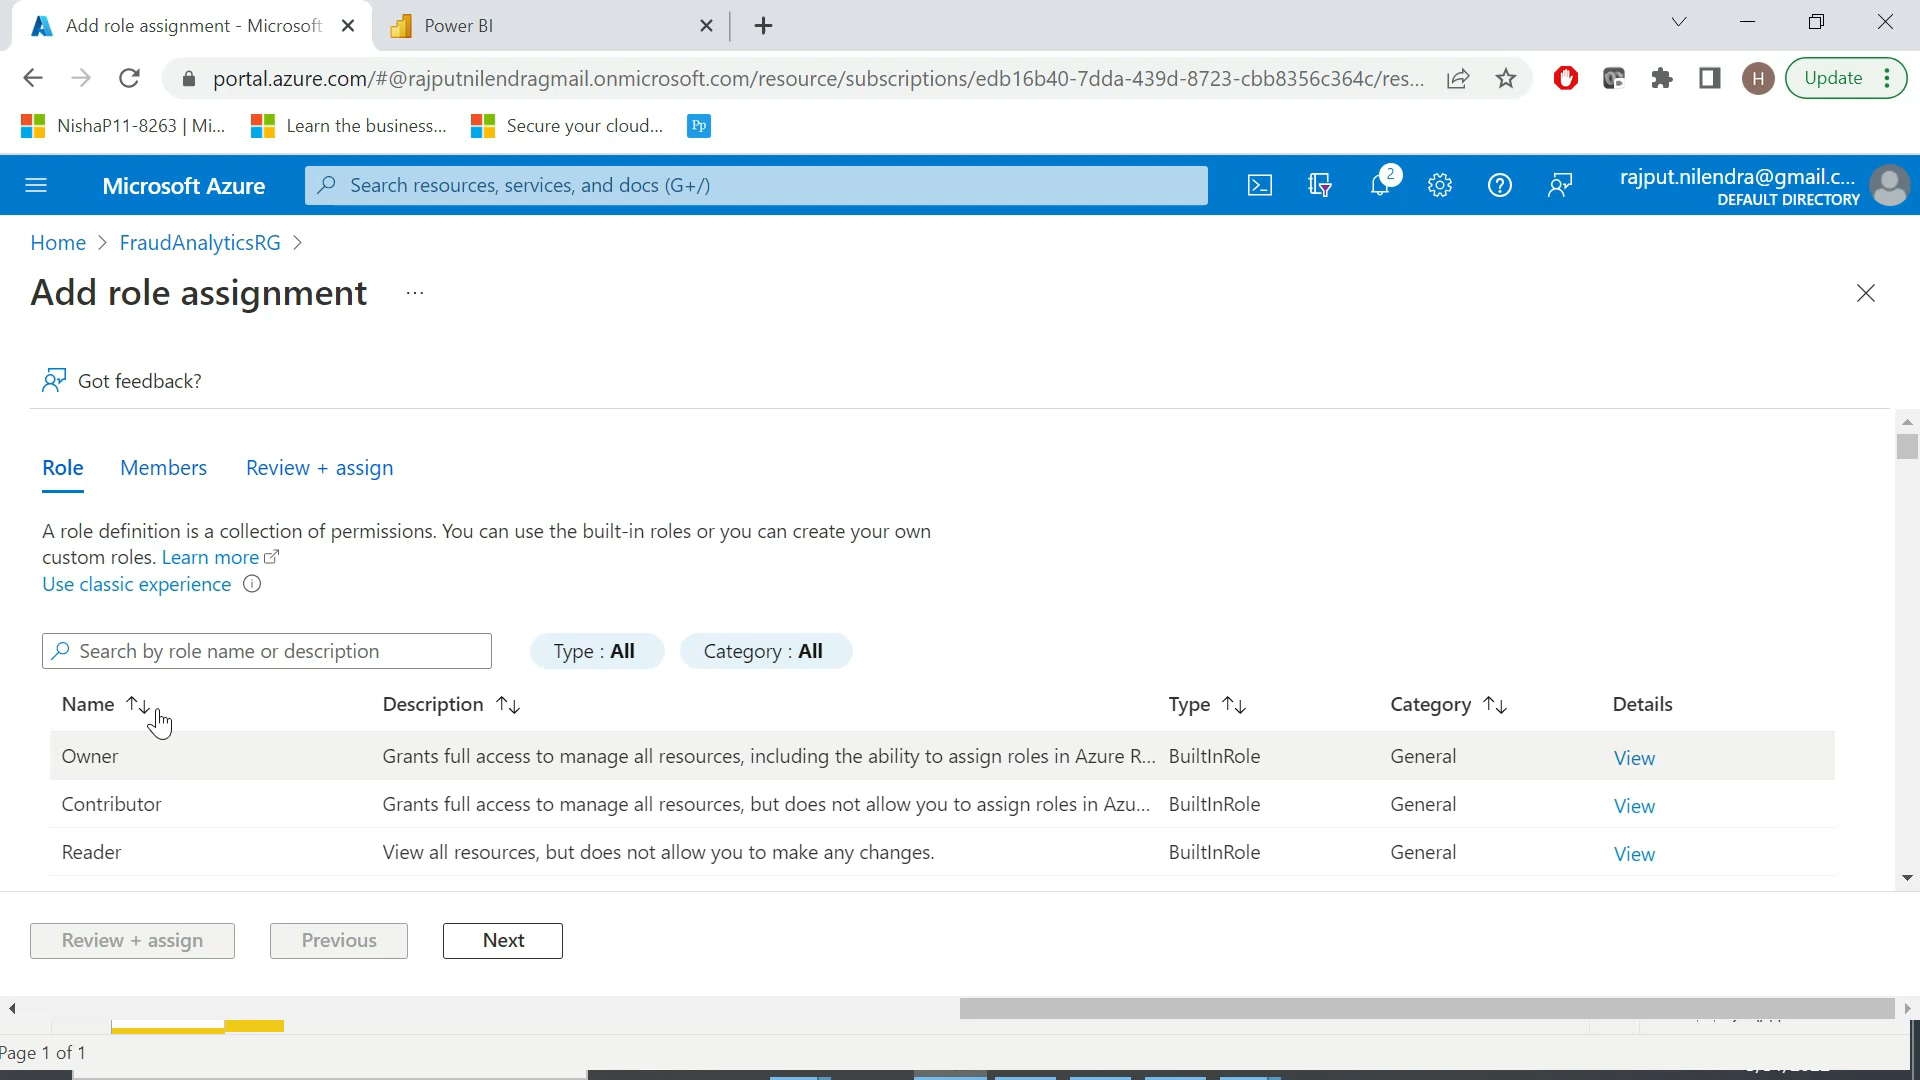 Add role assignment - Microsoft
Power BI
portal.azure.com/#@rajputnilendragmail.onmicrosoft.com/resource/subscriptions/edb16b40-7dda-439d-8723-cbb8356c364c/res...
H
Update
NishaP11-8263 | Mi...
Learn the business...
Secure your cloud...
Pp
Microsoft Azure
Search resources, services, and docs (G+/)
2
rajput.nilendra@gmail.c...
DEFAULT DIRECTORY
Home > FraudAnalyticsRG >
Add role assignment ...
Got feedback?
Role Members Review + assign
A role definition is a collection of permissions. You can use the built-in roles or you can create your own
custom roles. Learn more
Use classic experience
Search by role name or description
Type : All
Category : All
Name Description Type Category Details
Owner Grants full access to manage all resources, including the ability to assign roles in Azure R... BuiltInRole General View
Contributor Grants full access to manage all resources, but does not allow you to assign roles in Azu... BuiltInRole General View
Reader View all resources, but does not allow you to make any changes. BuiltInRole General View
Review + assign Previous Next
Page 1 of 1